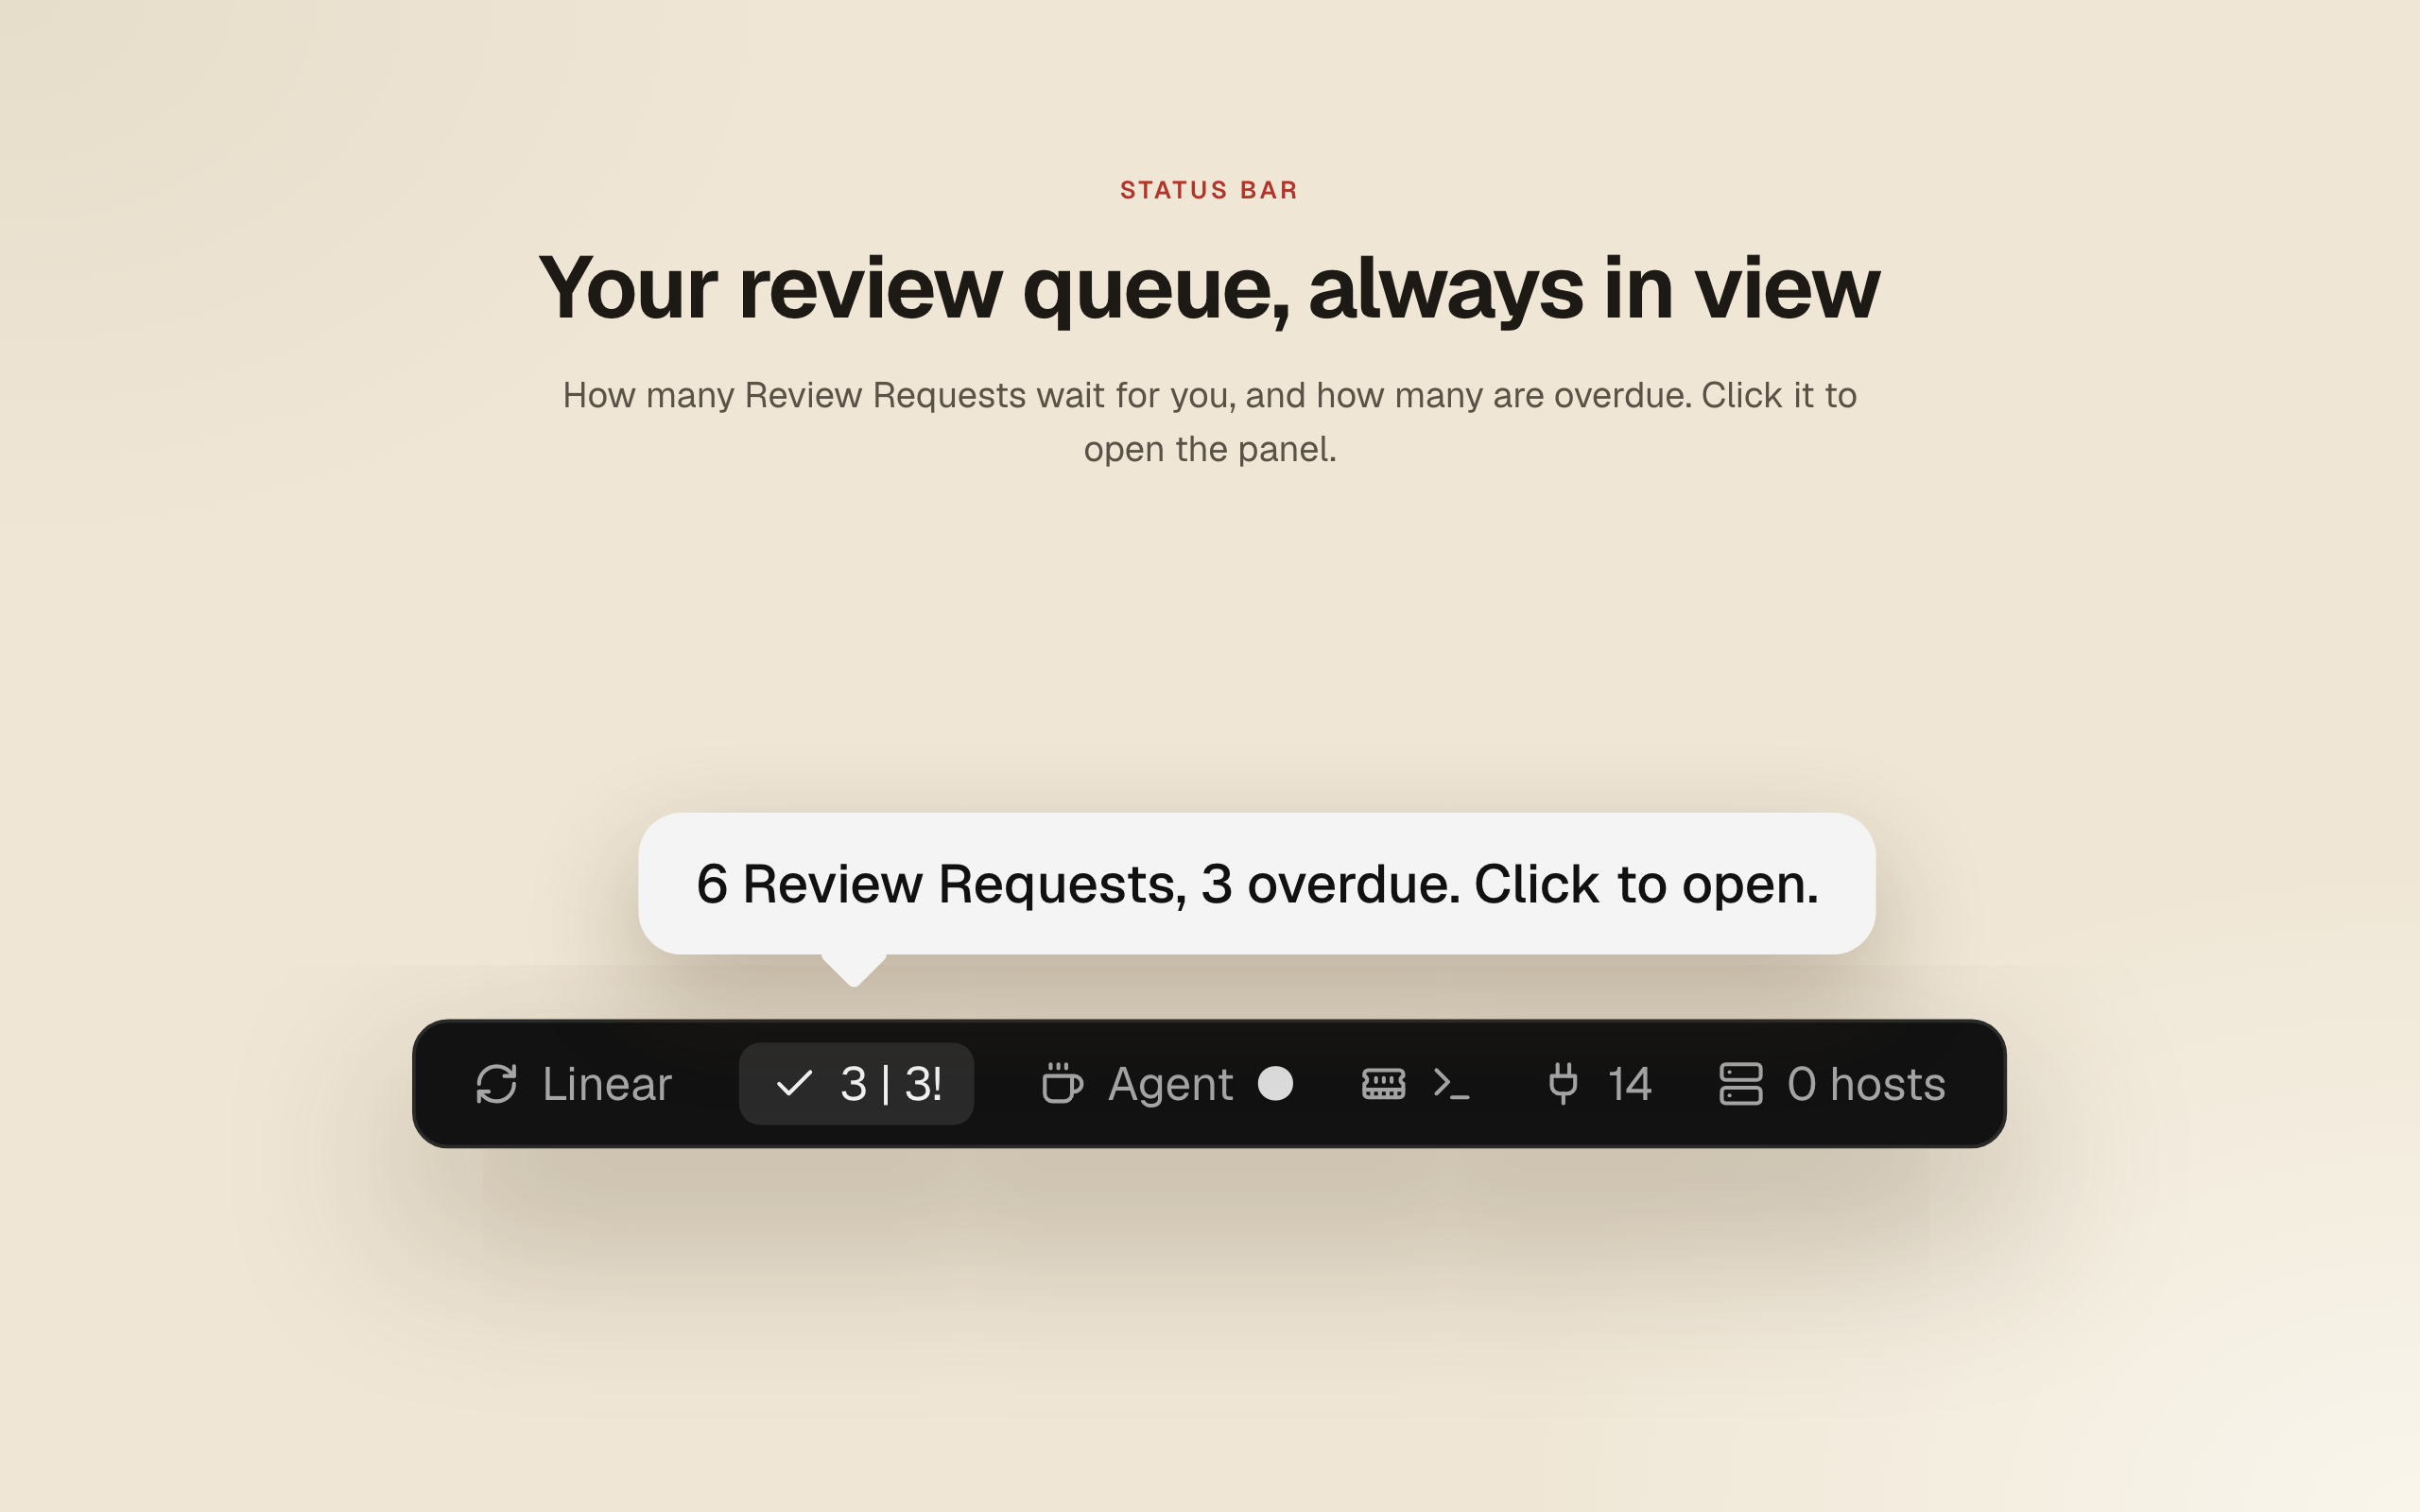 STATUS BAR
Your review queue, always in view
How many Review Requests wait for you, and how many are overdue. Click it to
open the panel.
6 Review Requests, 3 overdue. Click to open.
Linear 3 | 3! Agent 14 0 hosts